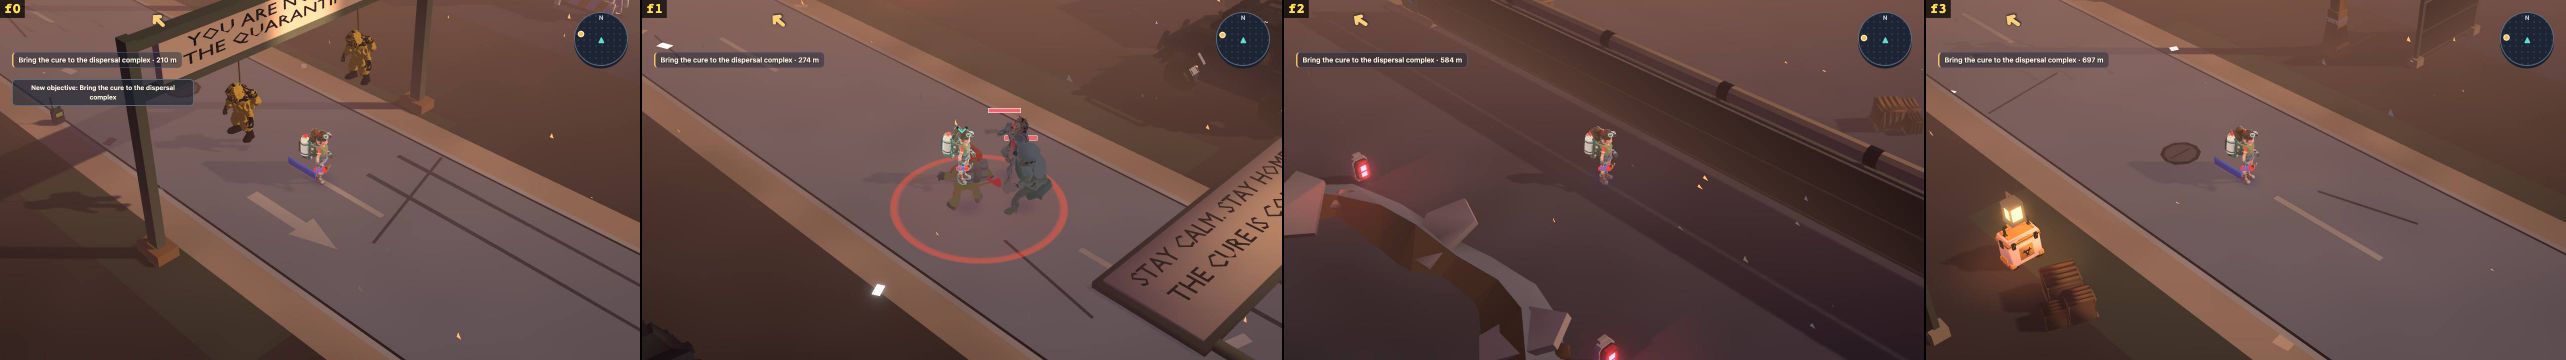 f0
N
YOU ARE N
THE QUARANTI
Bring the cure to the dispersal complex · 210 m
New objective: Bring the cure to the dispersal
complex
f1
N
Bring the cure to the dispersal complex · 274 m
STAY CALM. STAY HOM
THE CURE IS CO
f2
N
Bring the cure to the dispersal complex · 584 m
f3
N
Bring the cure to the dispersal complex · 697 m